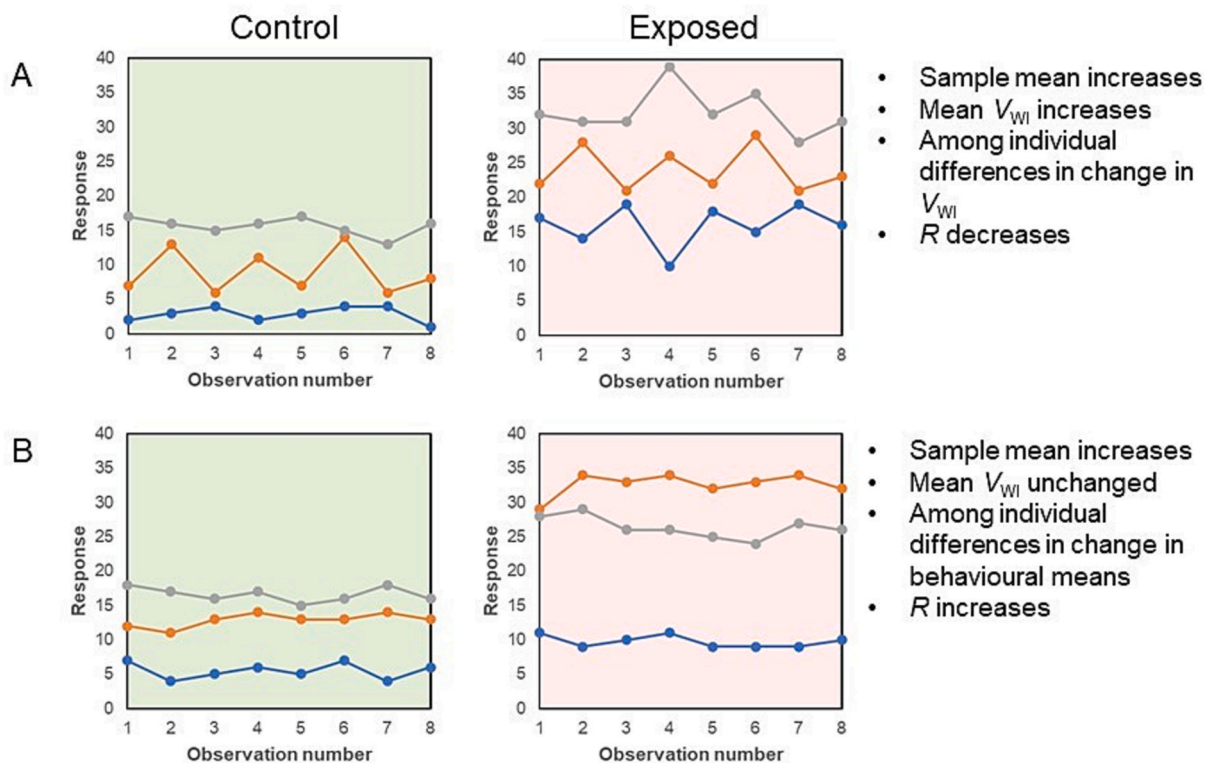 Control
Exposed
A
40
35
30
25
20
15
10
5
0
Response
1 2 3 4 5 6 7 8
Observation number
40
35
30
25
20
15
10
5
0
Response
1 2 3 4 5 6 7 8
Observation number
• Sample mean increases
• Mean VWI increases
• Among individual
differences in change in
VWI
• R decreases
B
40
35
30
25
20
15
10
5
0
Response
1 2 3 4 5 6 7 8
Observation number
40
35
30
25
20
15
10
5
0
Response
1 2 3 4 5 6 7 8
Observation number
• Sample mean increases
• Mean VWI unchanged
• Among individual
differences in change in
behavioural means
• R increases